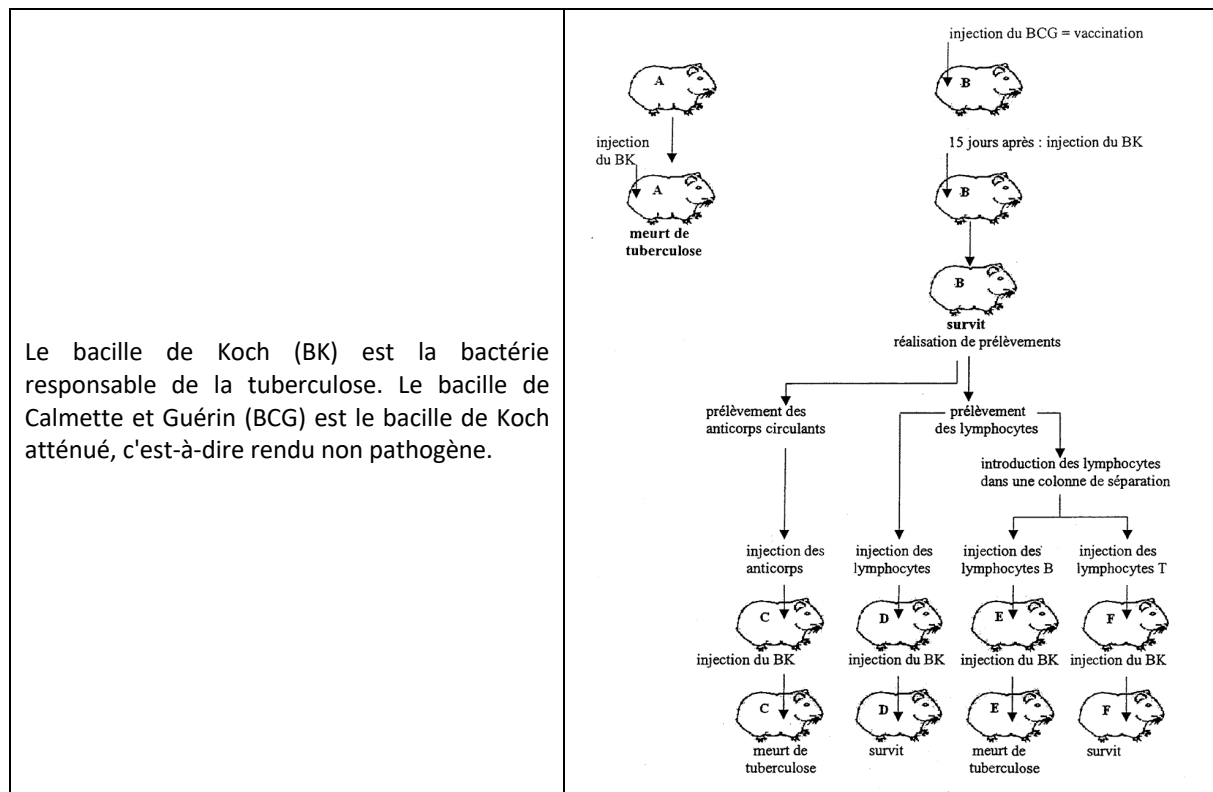 Le bacille de Koch (BK) est la bactérie
responsable de la tuberculose. Le bacille de
Calmette et Guérin (BCG) est le bacille de Koch
atténué, c'est-à-dire rendu non pathogène.
injection du BCG = vaccination
A
B
injection
du BK
15 jours après : injection du BK
A
B
meurt de
tuberculose
B
survit
réalisation de prélèvements
prélèvement des
anticorps circulants
prélèvement
des lymphocytes
introduction des lymphocytes
dans une colonne de séparation
injection des
anticorps
injection des
lymphocytes
injection des
lymphocytes B
injection des
lymphocytes T
C
D
E
F
injection du BK
injection du BK
injection du BK
injection du BK
C
D
E
F
meurt de
tuberculose
survit
meurt de
tuberculose
survit